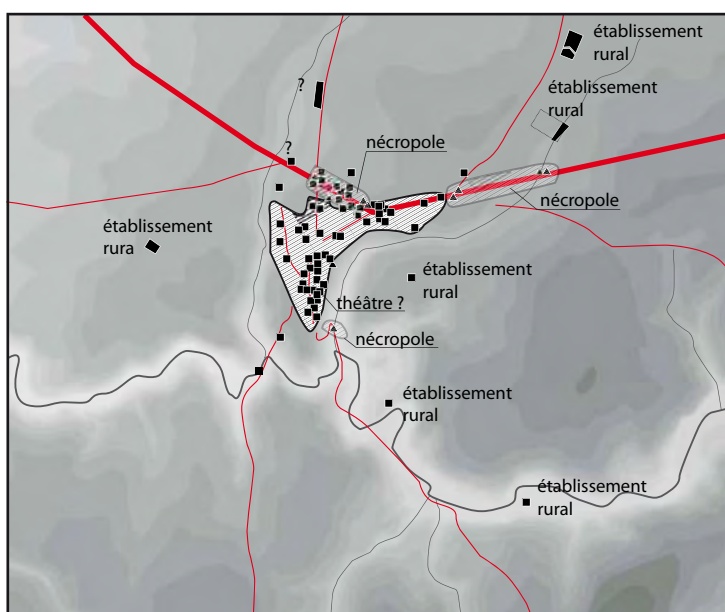 établissement
rural
établissement
rural
?
?
nécropole
nécropole
établissement
rura
établissement
rural
théâtre ?
nécropole
établissement
rural
établissement
rural